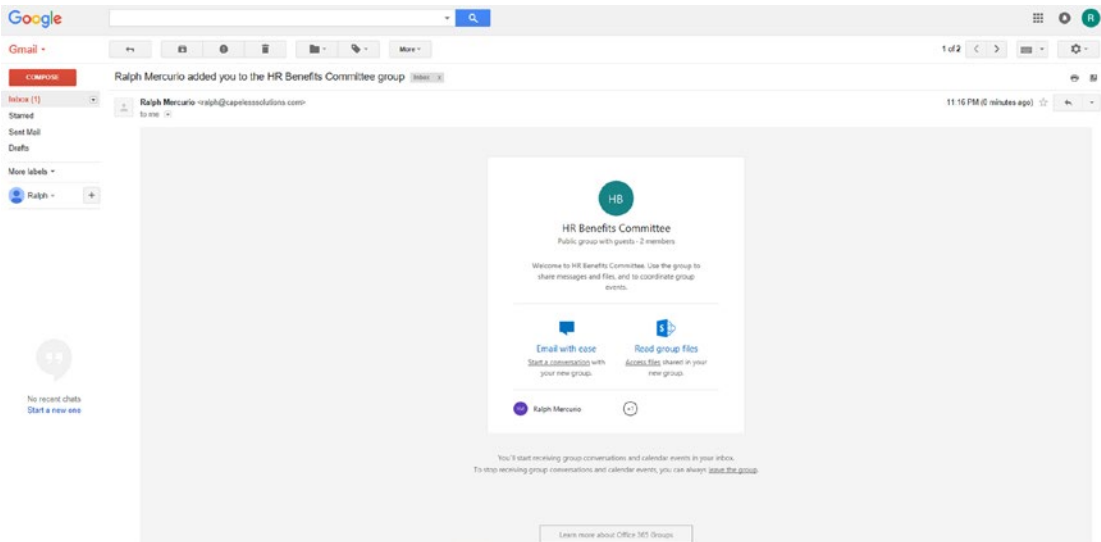 Google
R
Gmail
More
1 of 2
COMPOSE
Ralph Mercurio added you to the HR Benefits Committee group Inbox x
Inbox (1)
Ralph Mercurio <ralph@capelesssolutions.com>
11:16 PM (0 minutes ago)
to me
Starred
Sent Mail
Drafts
More labels
Ralph
+
HB
HR Benefits Committee
Public group with guests - 2 members
Welcome to HR Benefits Committee. Use the group to
share messages and files, and to coordinate group
events.
Email with ease
Start a conversation with
your new group.
Read group files
Access files shared in your
new group.
Ralph Mercurio
+1
No recent chats
Start a new one
You'll start receiving group conversations and calendar events in your inbox.
To stop receiving group conversations and calendar events, you can always leave the group.
Learn more about Office 365 Groups